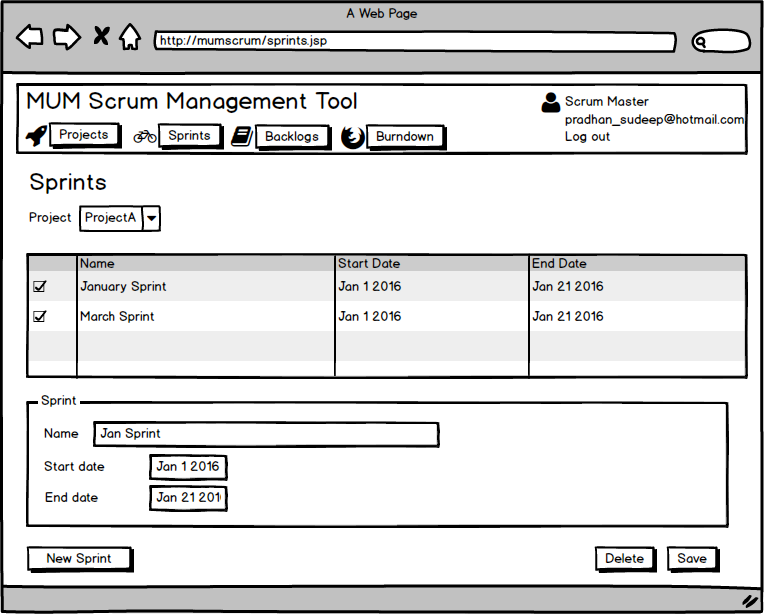 A Web Page
http://mumscrum/sprints.jsp
MUM Scrum Management Tool
Scrum Master
pradhan_sudeep@hotmail.com
Log out
Projects Sprints Backlogs Burndown
Sprints
Project ProjectA
Name Start Date End Date
January Sprint Jan 1 2016 Jan 21 2016
March Sprint Jan 1 2016 Jan 21 2016
Sprint
Name Jan Sprint
Start date Jan 1 2016
End date Jan 21 201
New Sprint Delete Save